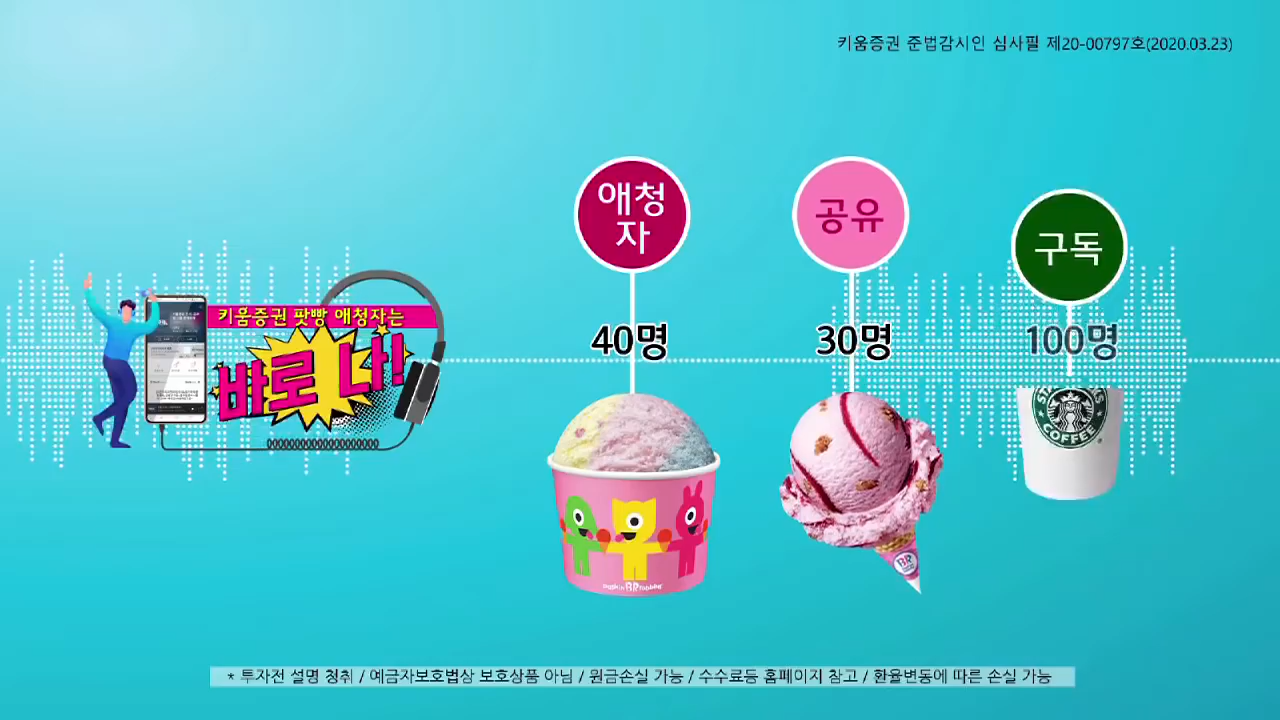 키움증권 준법감시인 심사필 제20-00797호(2020.03.23)
애청
자
공유
구독
키움증권 팟빵 애청자는
바로 나!
40명
30명
100명
COFFEE
BR
baskin BR robbins
* 투자전 설명 청취 / 예금자보호법상 보호상품 아님 / 원금손실 가능 / 수수료등 홈페이지 참고 / 환율변동에 따른 손실 가능